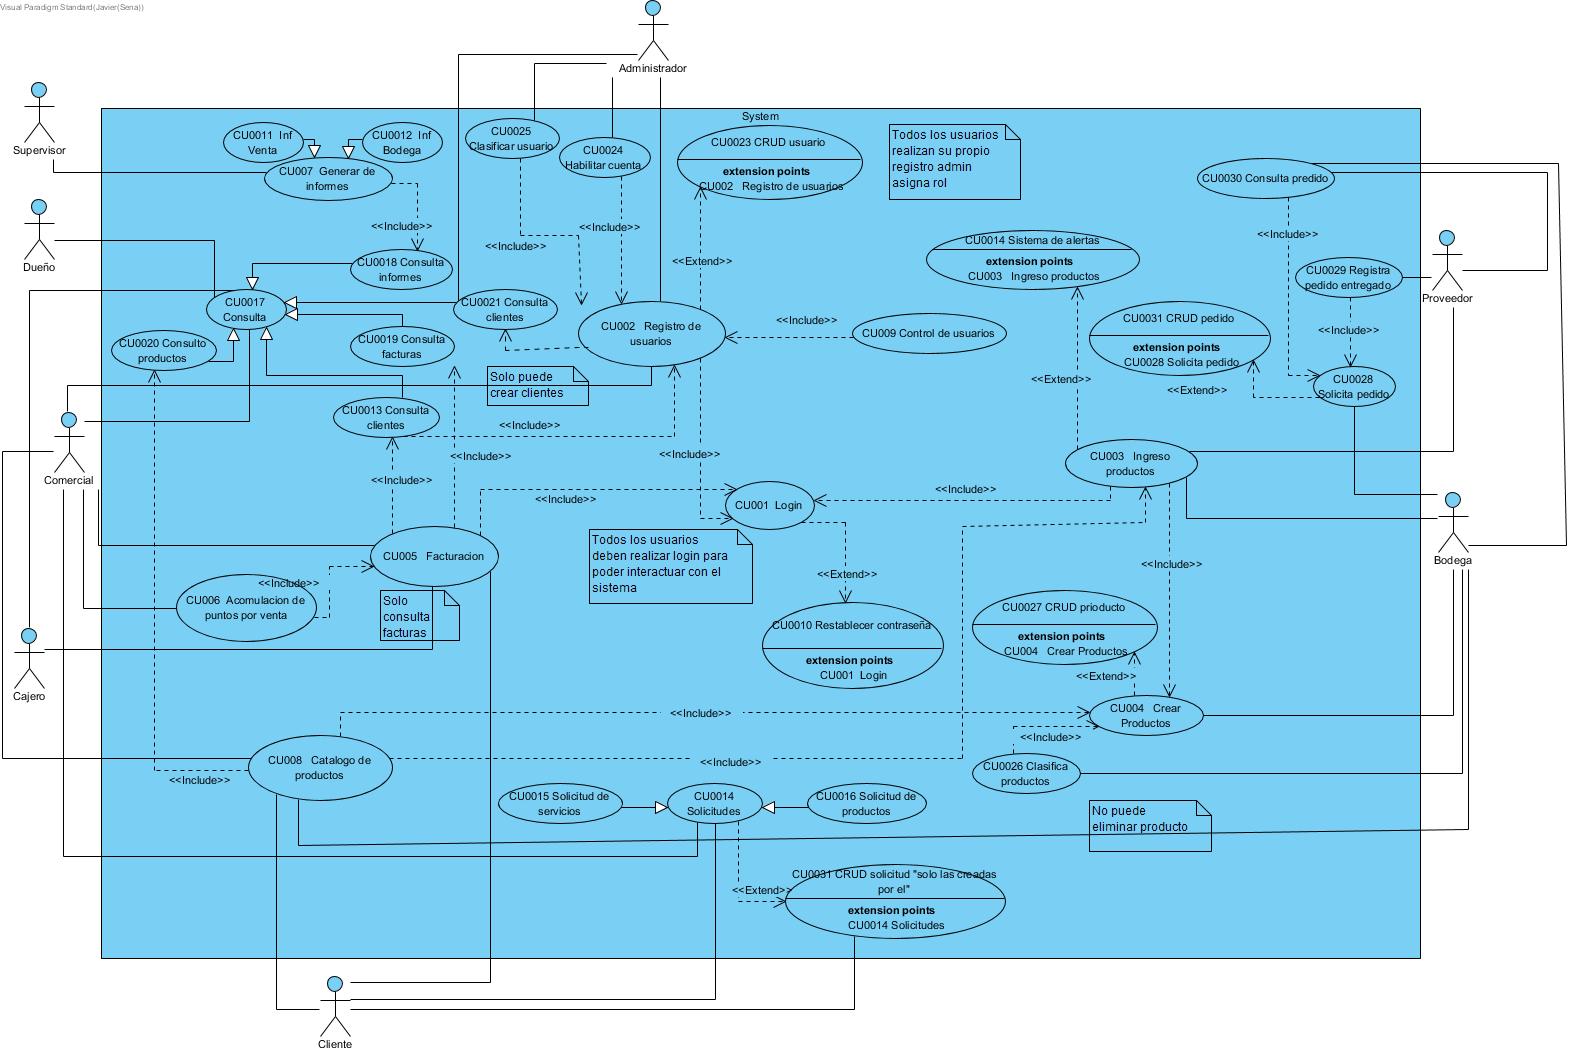 Visual Paradigm Standard(Javier(Sena))
Administrador
Supervisor
Dueño
Comercial
Cajero
Cliente
Proveedor
Bodega
System
CU0011 Inf
Venta
CU0012 Inf
Bodega
CU007 Generar de
informes
CU0025
Clasificar usuario
CU0024
Habilitar cuenta
CU0023 CRUD usuario
extension points
CU002 Registro de usuarios
Todos los usuarios
realizan su propio
registro admin
asigna rol
CU0030 Consulta predido
<<Include>>
<<Include>>
<<Include>>
<<Include>>
<<Extend>>
CU0018 Consulta
informes
CU0014 Sistema de alertas
extension points
CU003 Ingreso productos
CU0029 Registra
pedido entregado
CU0017
Consulta
CU0021 Consulta
clientes
CU002 Registro de
usuarios
<<Include>>
CU009 Control de usuarios
CU0031 CRUD pedido
extension points
CU0028 Solicita pedido
<<Include>>
CU0020 Consulto
productos
CU0019 Consulta
facturas
Solo puede
crear clientes
<<Extend>>
<<Extend>>
CU0028
Solicita pedido
CU0013 Consulta
clientes
<<Include>>
<<Include>>
<<Include>>
<<Include>>
CU003 Ingreso
productos
<<Include>>
<<Include>>
CU001 Login
CU005 Facturacion
Todos los usuarios
deben realizar login para
poder interactuar con el
sistema
<<Extend>>
<<Include>>
<<Include>>
CU006 Acomulacion de
puntos por venta
Solo
consulta
facturas
CU0010 Restablecer contraseña
extension points
CU001 Login
CU0027 CRUD prioducto
extension points
CU004 Crear Productos
<<Extend>>
<<Include>>
CU004 Crear
Productos
<<Include>>
CU008 Catalogo de
productos
<<Include>>
<<Include>>
CU0026 Clasifica
productos
CU0015 Solicitud de
servicios
CU0014
Solicitudes
CU0016 Solicitud de
productos
No puede
eliminar producto
<<Extend>>
CU0031 CRUD solicitud "solo las creadas
por el"
extension points
CU0014 Solicitudes